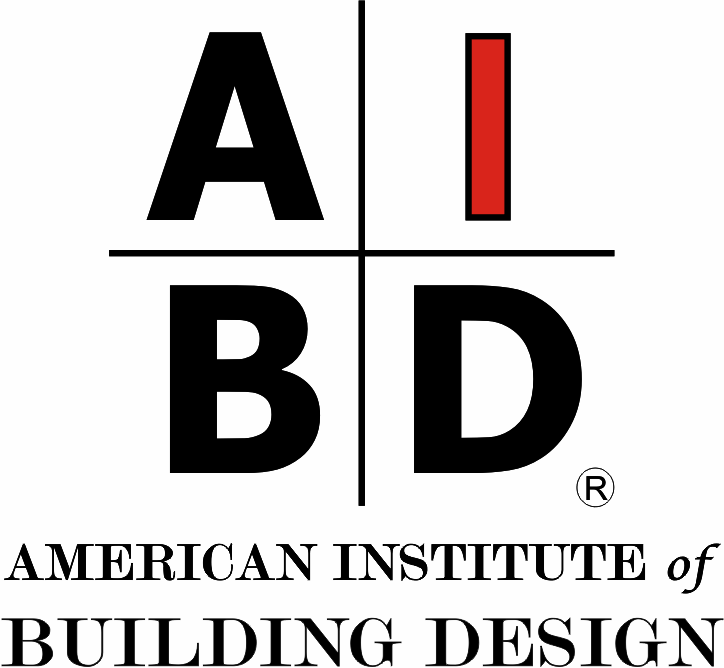 A I
B D ®
AMERICAN INSTITUTE of
BUILDING DESIGN